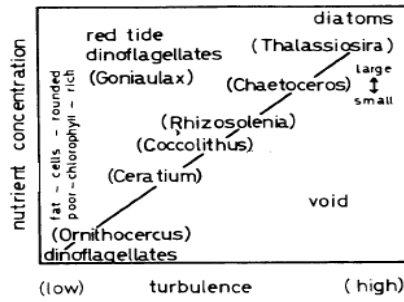 diatoms
red tide
dinoflagellates
(Thalassiosira)
(Goniaulax)
(Chaetoceros)
large
small
(Rhizosolenia)
(Coccolithus)
(Ceratium)
void
(Ornithocercus)
dinoflagellates
nutrient concentration
fat - cells - rounded
poor-chlorophyll-rich
(low) turbulence (high)